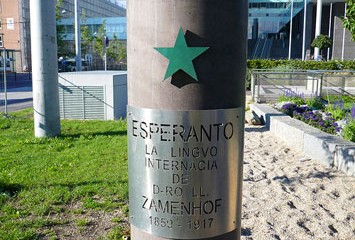 ESPERANTO
LA LINGVO
INTERNACIA
DE
D-RO LL.
ZAMENHOF
1859-1917